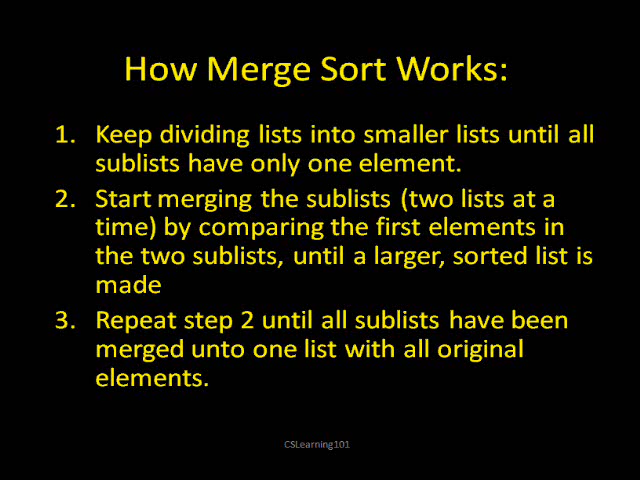 How Merge Sort Works:
1. Keep dividing lists into smaller lists until all
sublists have only one element.
2. Start merging the sublists (two lists at a
time) by comparing the first elements in
the two sublists, until a larger, sorted list is
made
3. Repeat step 2 until all sublists have been
merged unto one list with all original
elements.
CSLearning101